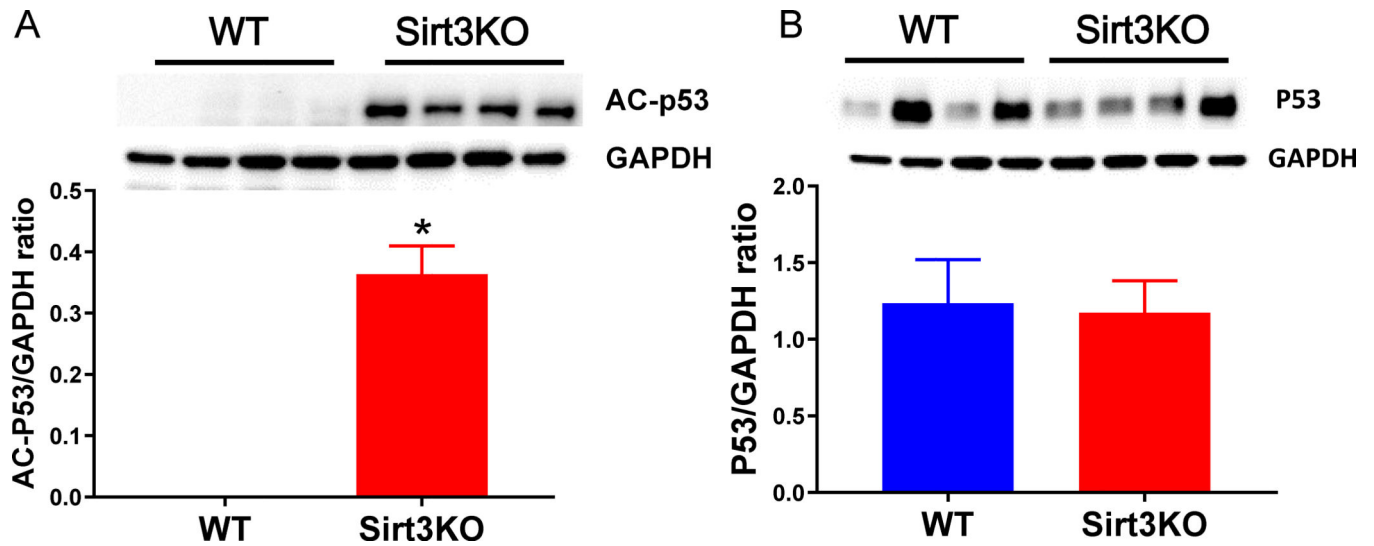 A
WT
Sirt3KO
AC-p53
GAPDH
AC-P53/GAPDH ratio
0.5
0.4
0.3
0.2
0.1
0.0
*
WT
Sirt3KO
B
WT
Sirt3KO
P53
GAPDH
P53/GAPDH ratio
2.0
1.5
1.0
0.5
0.0
WT
Sirt3KO